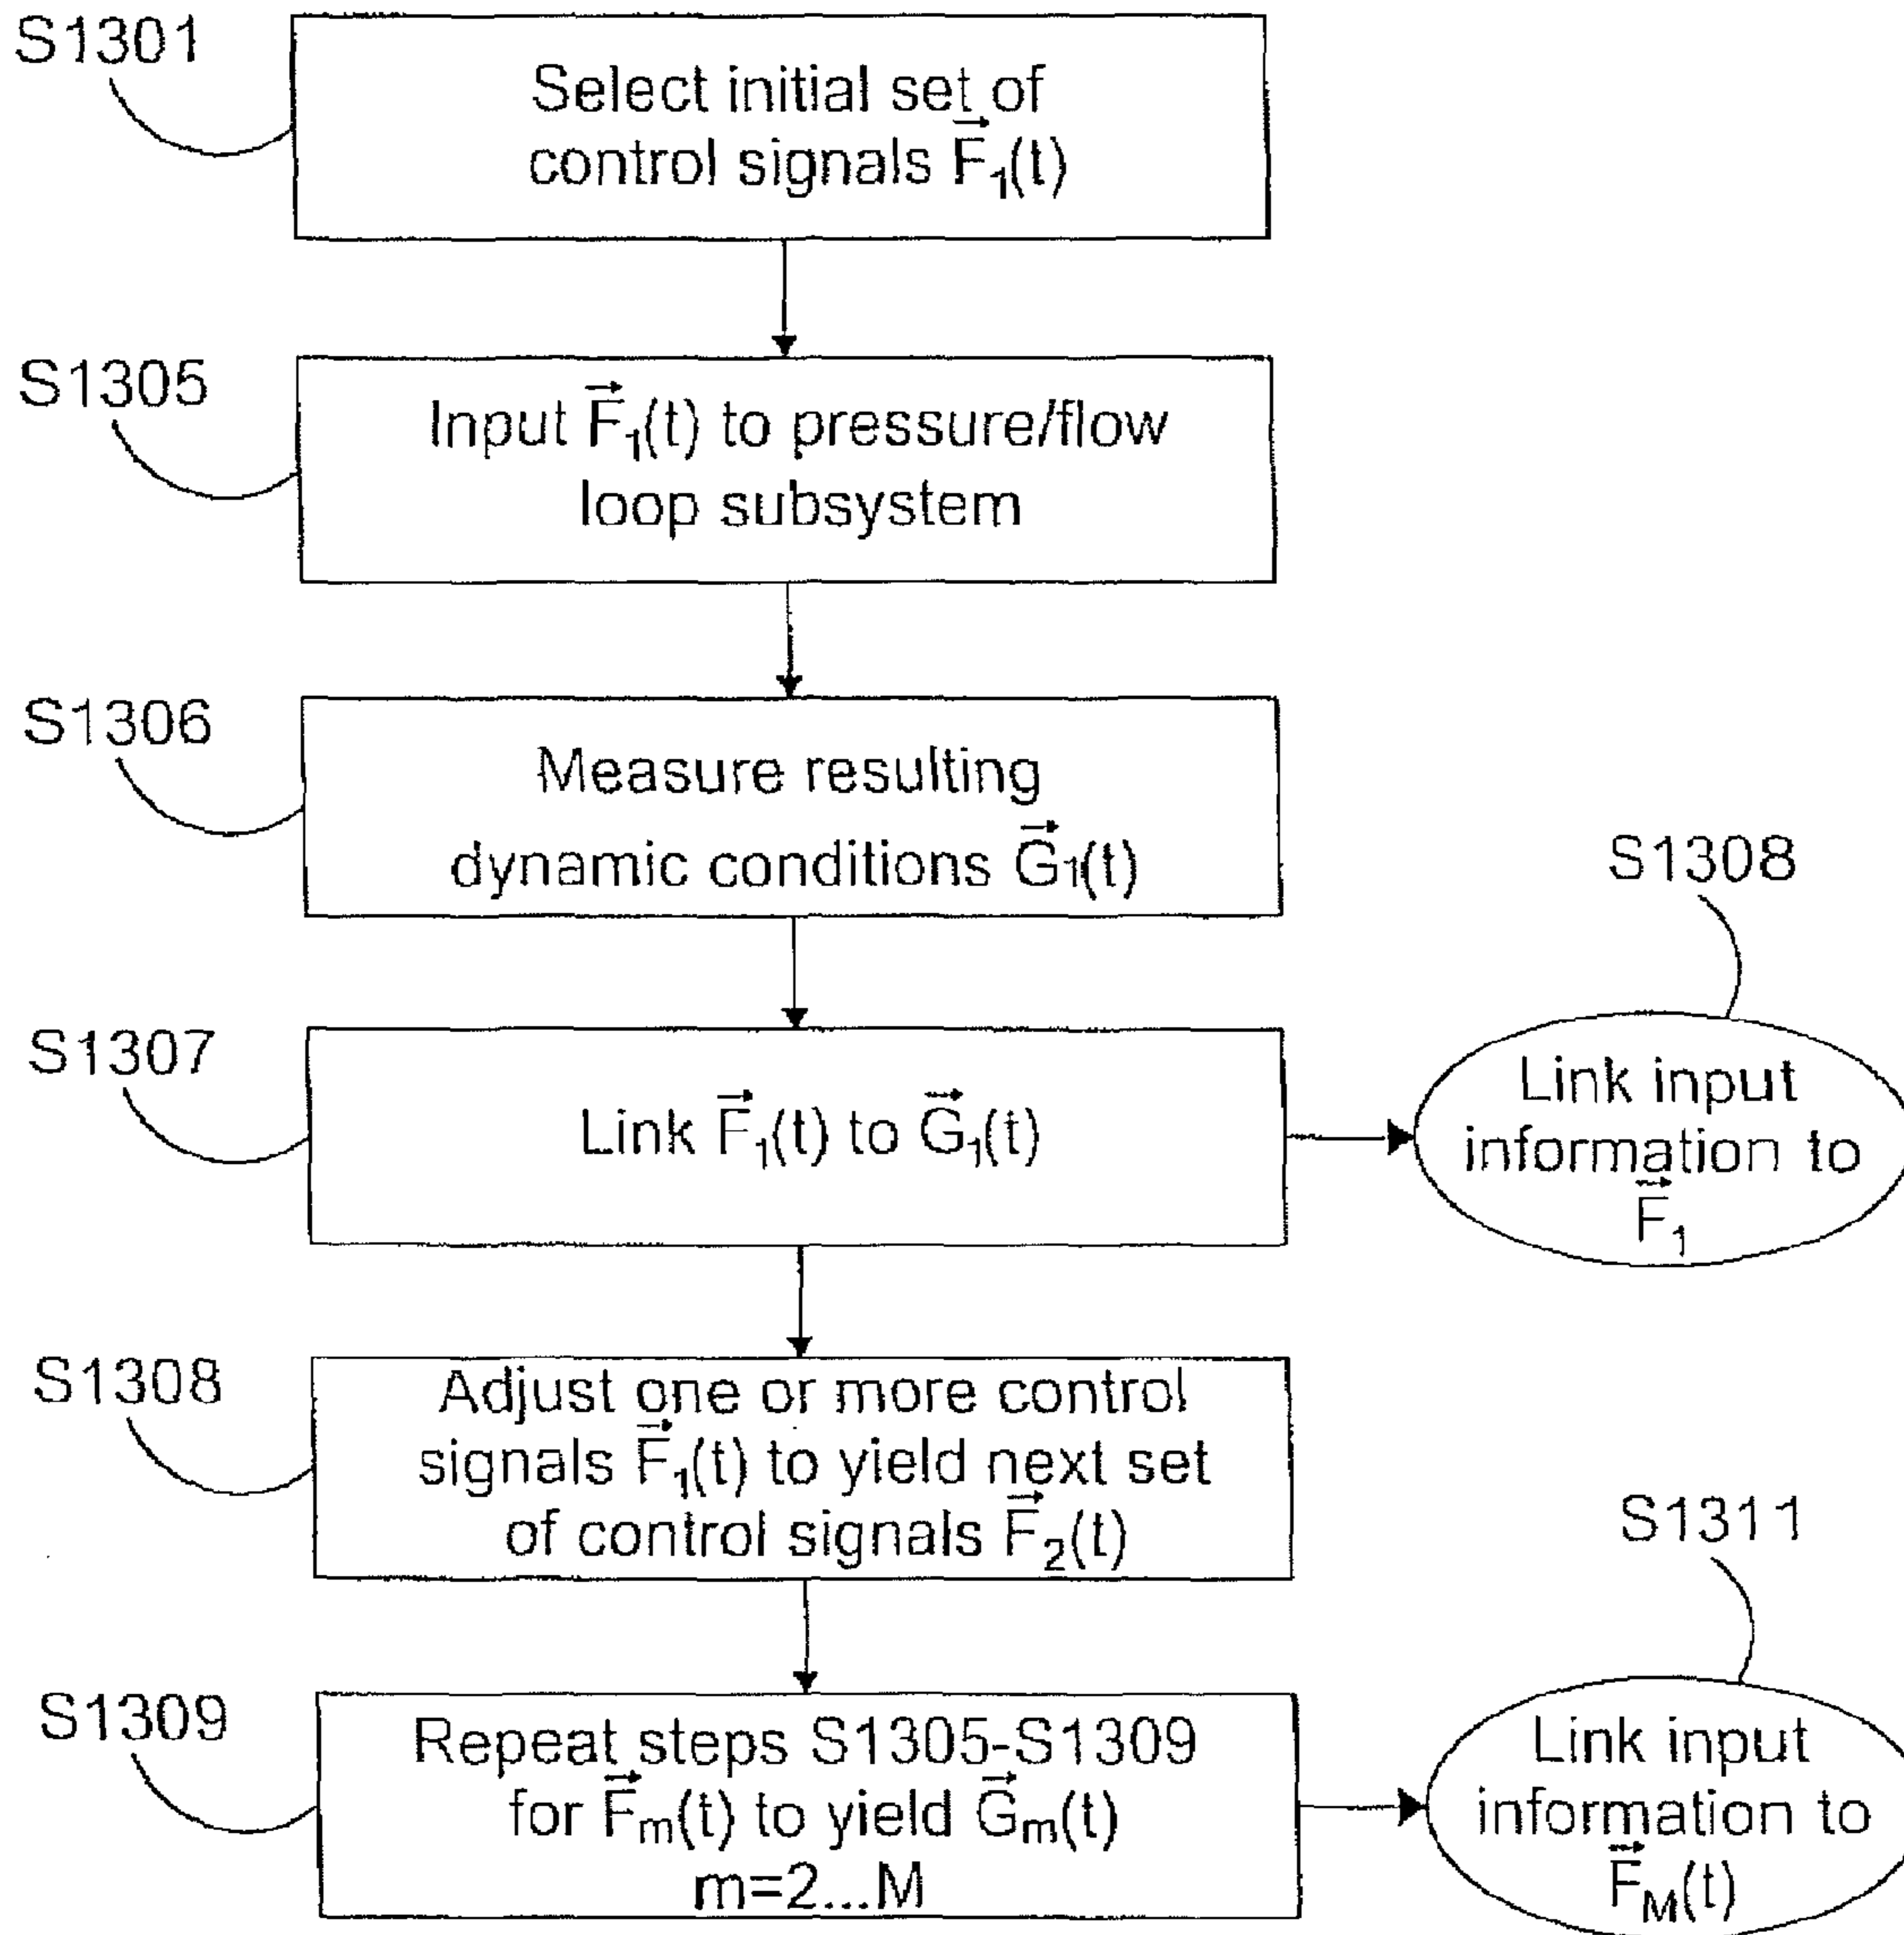 S1301
Select initial set of
control signals F⃗₁(t)
S1305
Input F⃗₁(t) to pressure/flow
loop subsystem
S1306
Measure resulting
dynamic conditions G⃗₁(t)
S1307
Link F⃗₁(t) to G⃗₁(t)
S1308
Link input
information to
F⃗₁
S1308
Adjust one or more control
signals F⃗₁(t) to yield next set
of control signals F⃗₂(t)
S1309
Repeat steps S1305-S1309
for F⃗ₘ(t) to yield G⃗ₘ(t)
m=2...M
S1311
Link input
information to
F⃗_M(t)